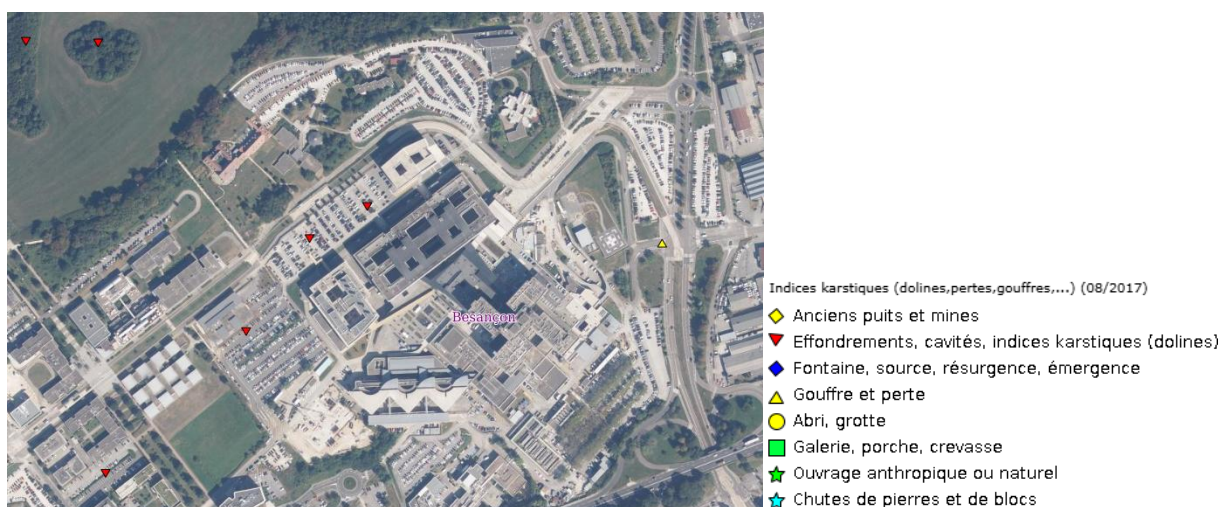 Besançon
Indices karstiques (dolines,pertes,gouffres,...) (08/2017)
Anciens puits et mines
Effondrements, cavités, indices karstiques (dolines)
Fontaine, source, résurgence, émergence
Gouffre et perte
Abri, grotte
Galerie, porche, crevasse
Ouvrage anthropique ou naturel
Chutes de pierres et de blocs